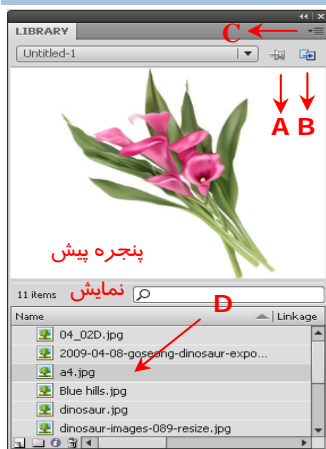 LIBRARY
C
Untitled-1
A B
پنجره پیش
نمایش
11 items
D
Name Linkage
04_02D.jpg
2009-04-08-goseong-dinosaur-expo...
a4.jpg
Blue hills.jpg
dinosaur.jpg
dinosaur-images-089-resize.jpg